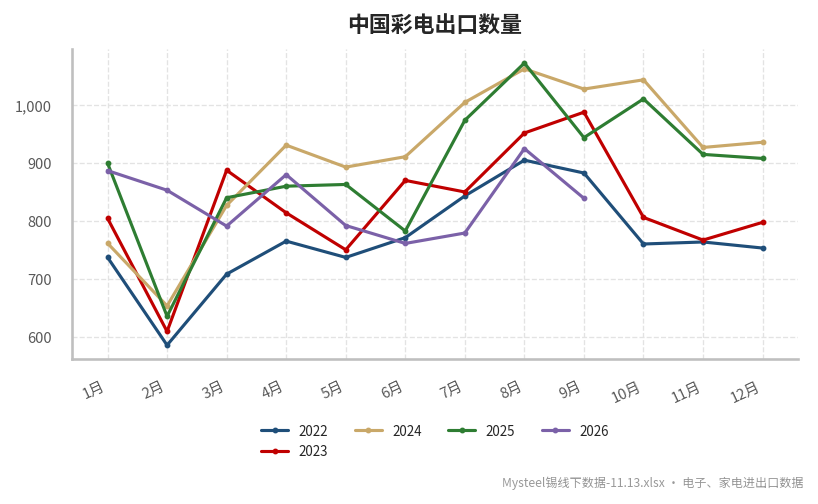 中国彩电出口数量
1,000
900
800
700
600
1月 2月 3月 4月 5月 6月 7月 8月 9月 10月 11月 12月
2022 2024 2025 2026
2023
Mysteel锡线下数据-11.13.xlsx • 电子、家电进出口数据